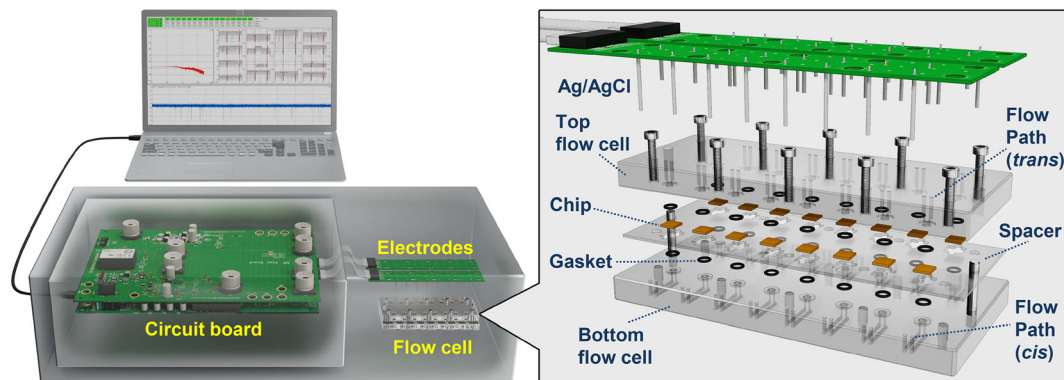 Electrodes
Circuit board
Flow cell
Ag/AgCl
Top
flow cell
Flow
Path
(trans)
Chip
Spacer
Gasket
Flow
Path
(cis)
Bottom
flow cell